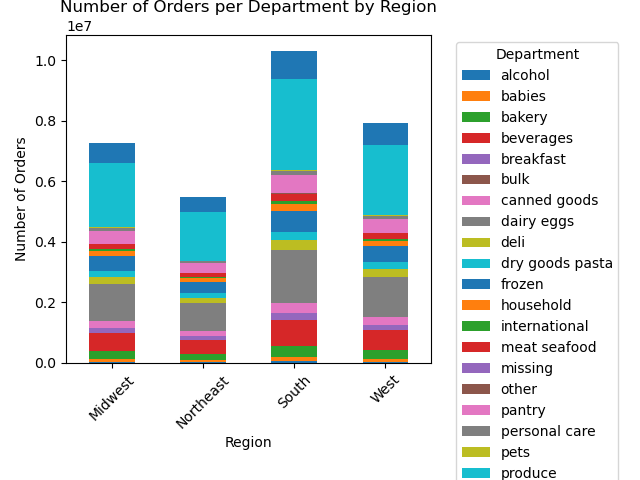 Number of Orders per Department by Region
1e7
1.0
0.8
0.6
0.4
0.2
0.0
Number of Orders
Midwest
Northeast
South
West
Region
Department
alcohol
babies
bakery
beverages
breakfast
bulk
canned goods
dairy eggs
deli
dry goods pasta
frozen
household
international
meat seafood
missing
other
pantry
personal care
pets
produce